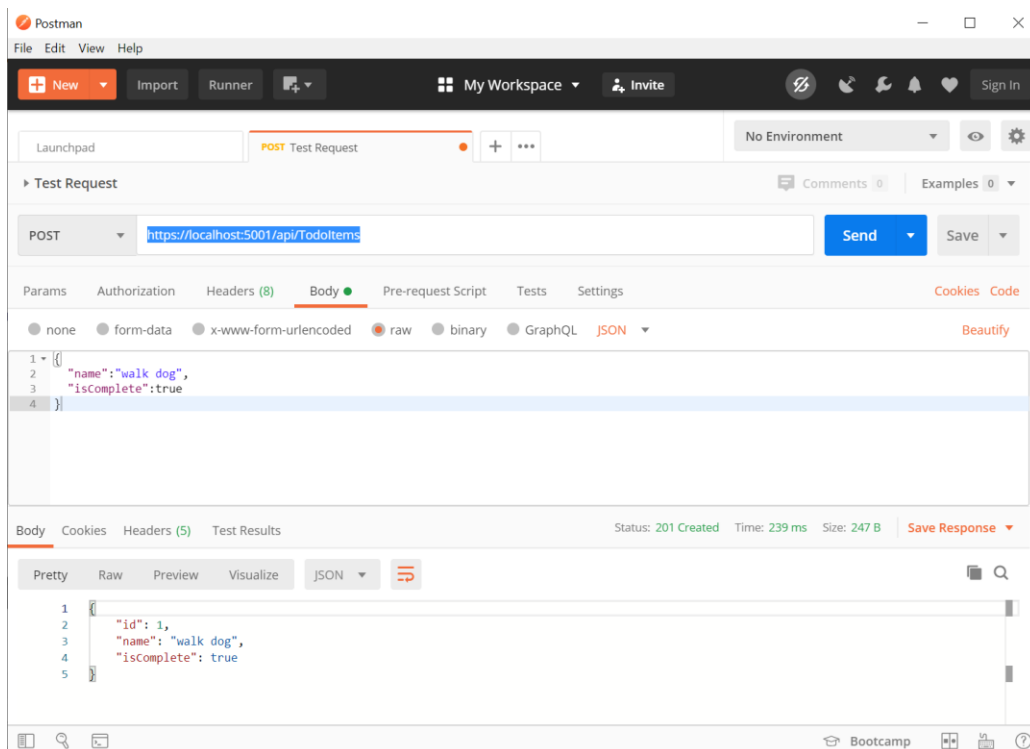 Postman
File Edit View Help
New Import Runner My Workspace Invite Sign In
Launchpad POST Test Request No Environment
Test Request Comments 0 Examples 0
POST https://localhost:5001/api/TodoItems Send Save
Params Authorization Headers (8) Body Pre-request Script Tests Settings Cookies Code
none form-data x-www-form-urlencoded raw binary GraphQL JSON Beautify
1 {
2 "name":"walk dog",
3 "isComplete":true
4 }
Body Cookies Headers (5) Test Results Status: 201 Created Time: 239 ms Size: 247 B Save Response
Pretty Raw Preview Visualize JSON
1 {
2 "id": 1,
3 "name": "walk dog",
4 "isComplete": true
5 }
Bootcamp